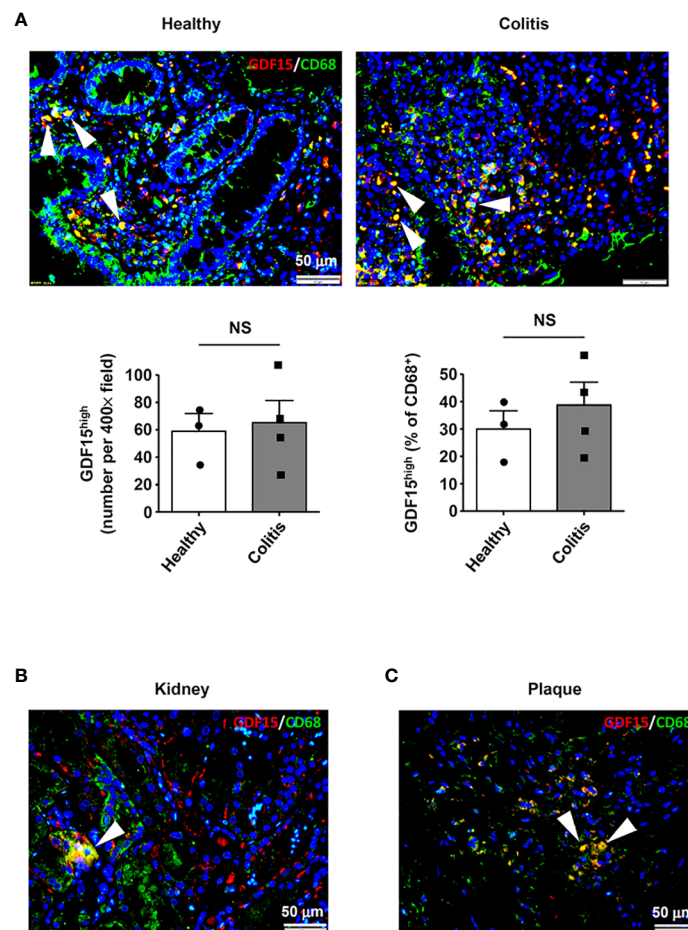 A
Healthy
Colitis
GDF15/CD68
50 μm
NS
NS
GDF15high
(number per 400× field)
100
80
60
40
20
0
Healthy
Colitis
GDF15high (% of CD68+)
50
40
30
20
10
0
Healthy
Colitis
B
Kidney
C
Plaque
GDF15/CD68
GDF15/CD68
50 μm
50 μm